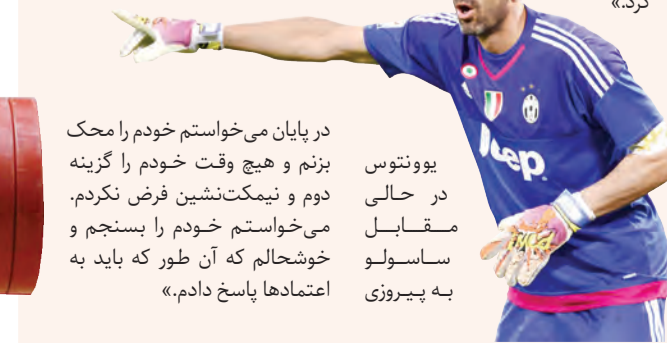 کرد.»
یوونتوس
در حالی
مقابل
ساسولو
به پیروزی
در پایان می‌خواستم خودم را محک
بزنم و هیچ وقت خودم را گزینه
دوم و نیمکت‌نشین فرض نکردم.
می‌خواستم خودم را بسنجم و
خوشحالم که آن طور که باید به
اعتمادها پاسخ دادم.»
Jeep